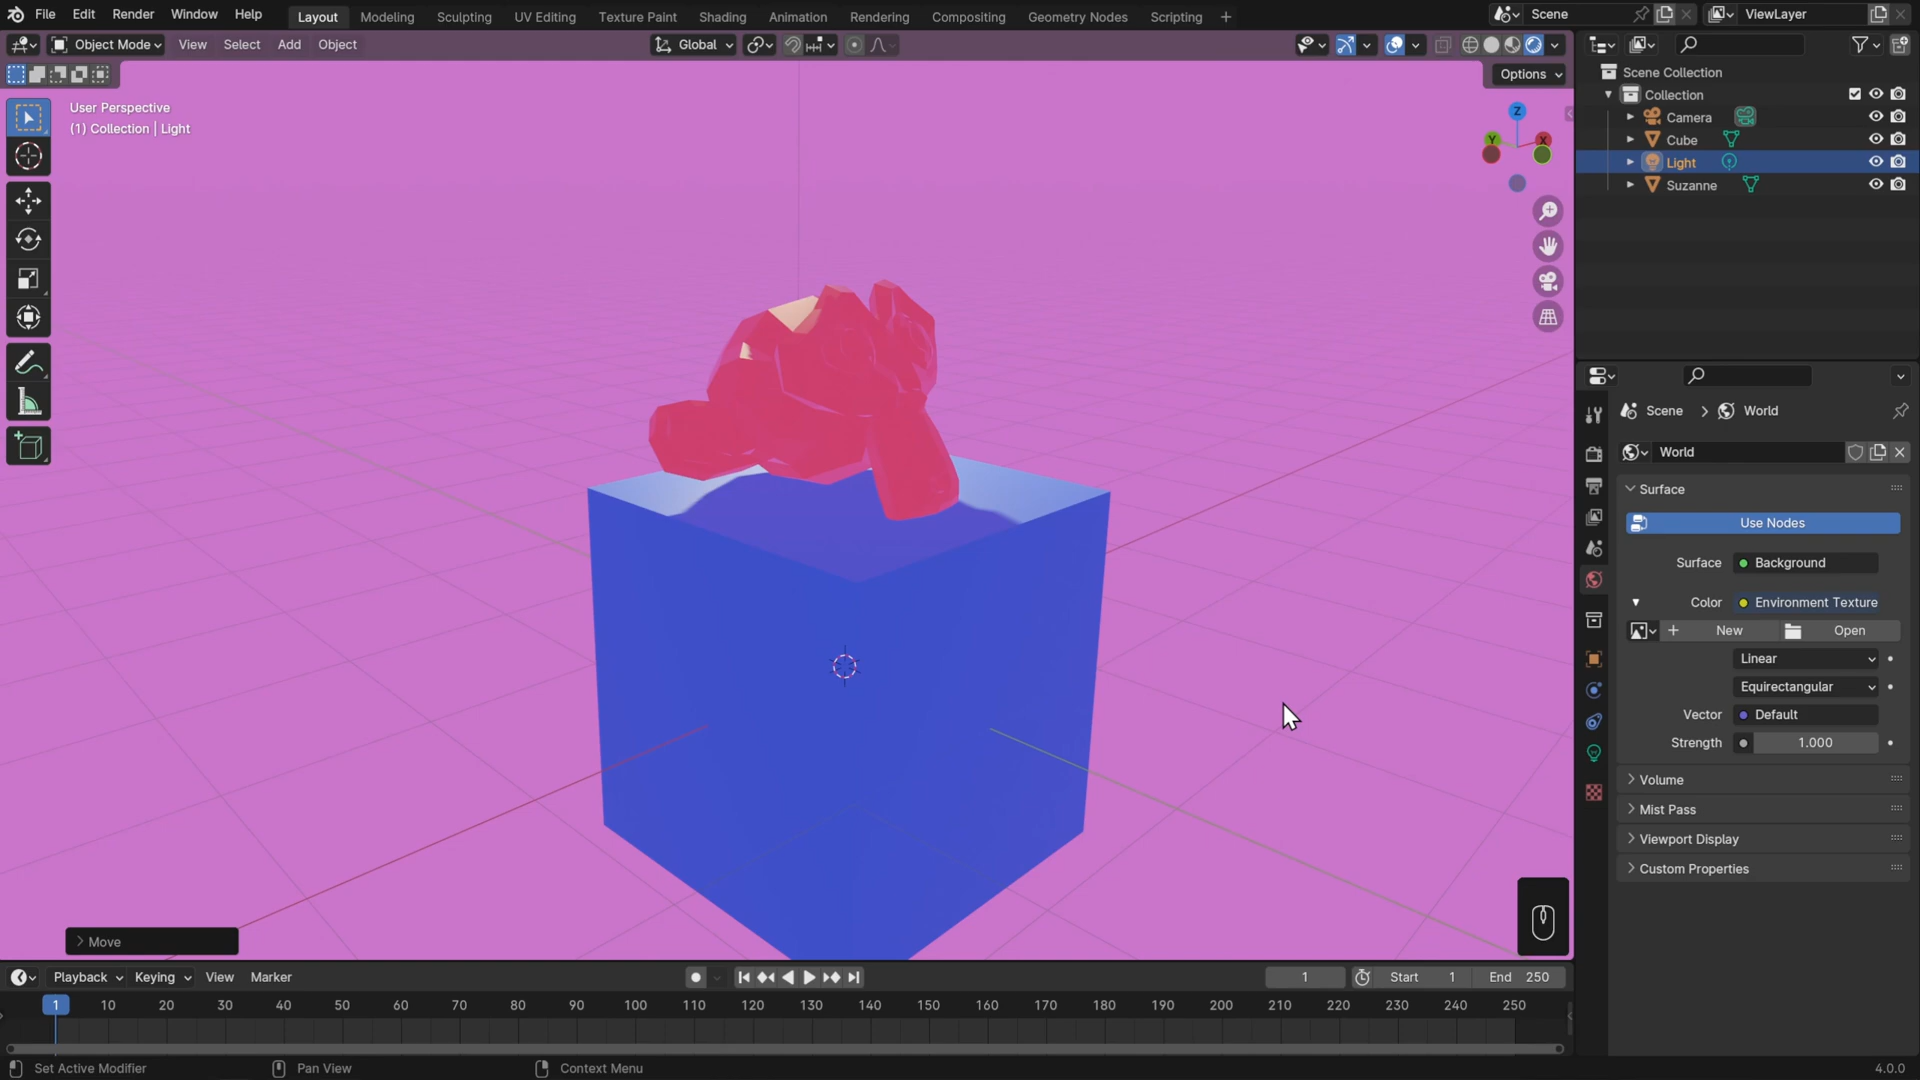 File Edit Render Window Help Layout Modeling Sculpting UV Editing Texture Paint Shading Animation Rendering Compositing Geometry Nodes Scripting + Scene ViewLayer
Object Mode View Select Add Object Global
Options
User Perspective
(1) Collection | Light
Z
Y X
Scene Collection
Collection
Camera
Cube
Light
Suzanne
Scene > World
World
Surface
Use Nodes
Surface Background
Color Environment Texture
+ New Open
Linear
Equirectangular
Vector Default
Strength 1.000
Volume
Mist Pass
Viewport Display
Custom Properties
Move
Playback Keying View Marker 1 Start 1 End 250
1 10 20 30 40 50 60 70 80 90 100 110 120 130 140 150 160 170 180 190 200 210 220 230 240 250
Set Active Modifier Pan View Context Menu 4.0.0